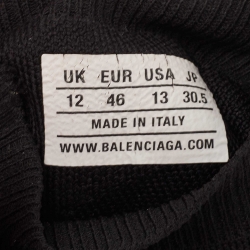 UK EUR USA JP
12 46 13 30.5
MADE IN ITALY
WWW.BALENCIAGA.COM